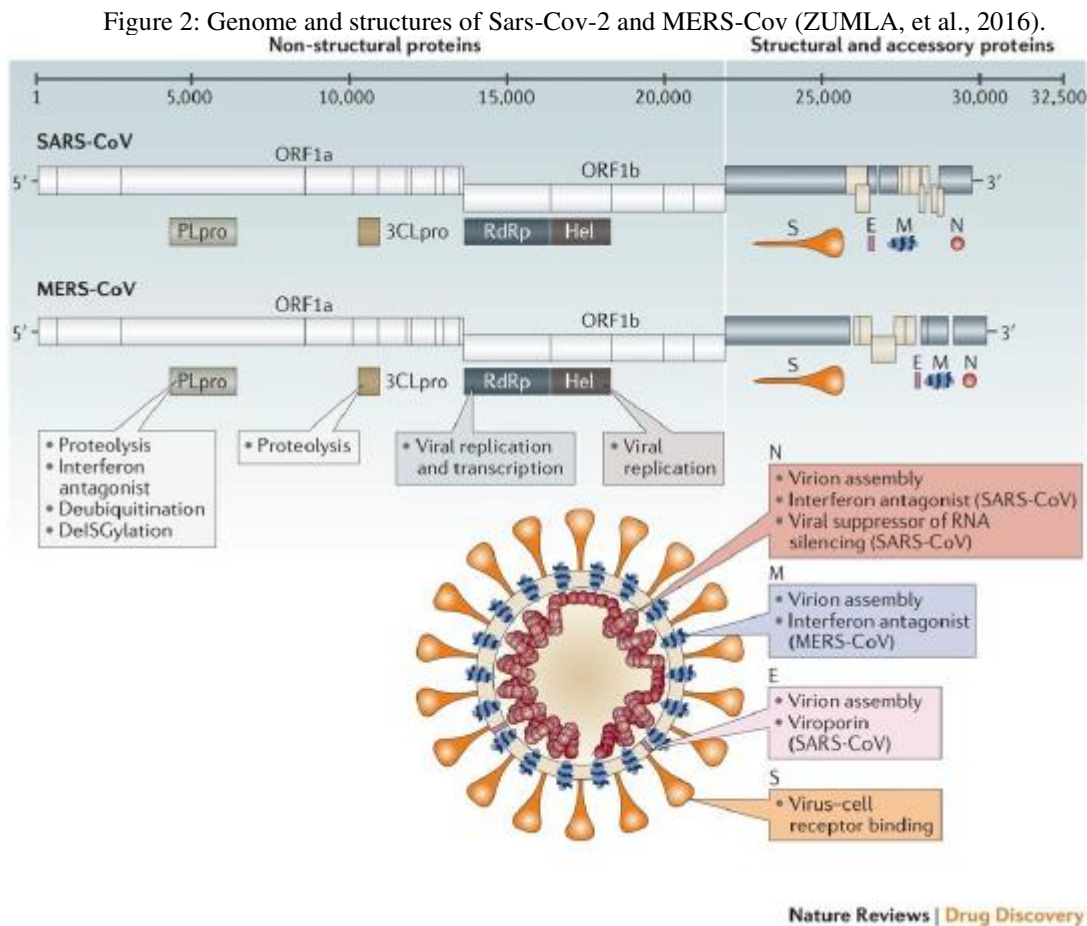 Figure 2: Genome and structures of Sars-Cov-2 and MERS-Cov (ZUMLA, et al., 2016).
Non-structural proteins
Structural and accessory proteins
1 5,000 10,000 15,000 20,000 25,000 30,000 32,500
SARS-CoV
ORF1a
ORF1b
5′ 3′
PLpro 3CLpro RdRp Hel S E M N
MERS-CoV
ORF1a
ORF1b
5′ 3′
PLpro 3CLpro RdRp Hel S E M N
• Proteolysis
• Interferon
antagonist
• Deubiquitination
• DeISGylation
• Proteolysis
• Viral replication
and transcription
• Viral
replication
N
• Virion assembly
• Interferon antagonist (SARS-CoV)
• Viral suppressor of RNA
silencing (SARS-CoV)
M
• Virion assembly
• Interferon antagonist
(MERS-CoV)
E
• Virion assembly
• Viroporin
(SARS-CoV)
S
• Virus–cell
receptor binding
Nature Reviews | Drug Discovery